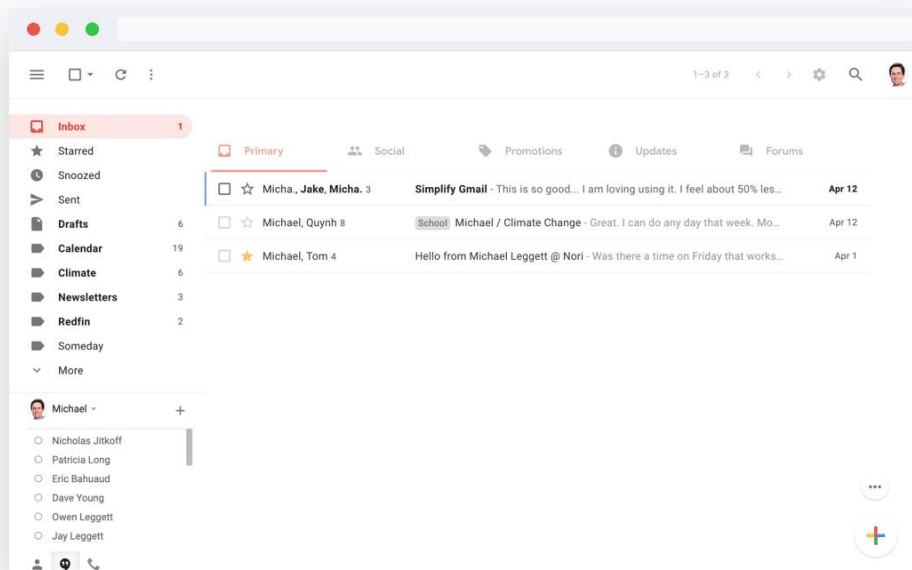 1–3 of 3
Inbox 1
Starred
Snoozed
Sent
Drafts 6
Calendar 19
Climate 6
Newsletters 3
Redfin 2
Someday
More
Primary Social Promotions Updates Forums
Micha., Jake, Micha. 3 Simplify Gmail - This is so good... I am loving using it. I feel about 50% les... Apr 12
Michael, Quynh 8 School Michael / Climate Change - Great. I can do any day that week. Mo... Apr 12
Michael, Tom 4 Hello from Michael Leggett @ Nori - Was there a time on Friday that works... Apr 1
Michael
Nicholas Jitkoff
Patricia Long
Eric Bahuaud
Dave Young
Owen Leggett
Jay Leggett